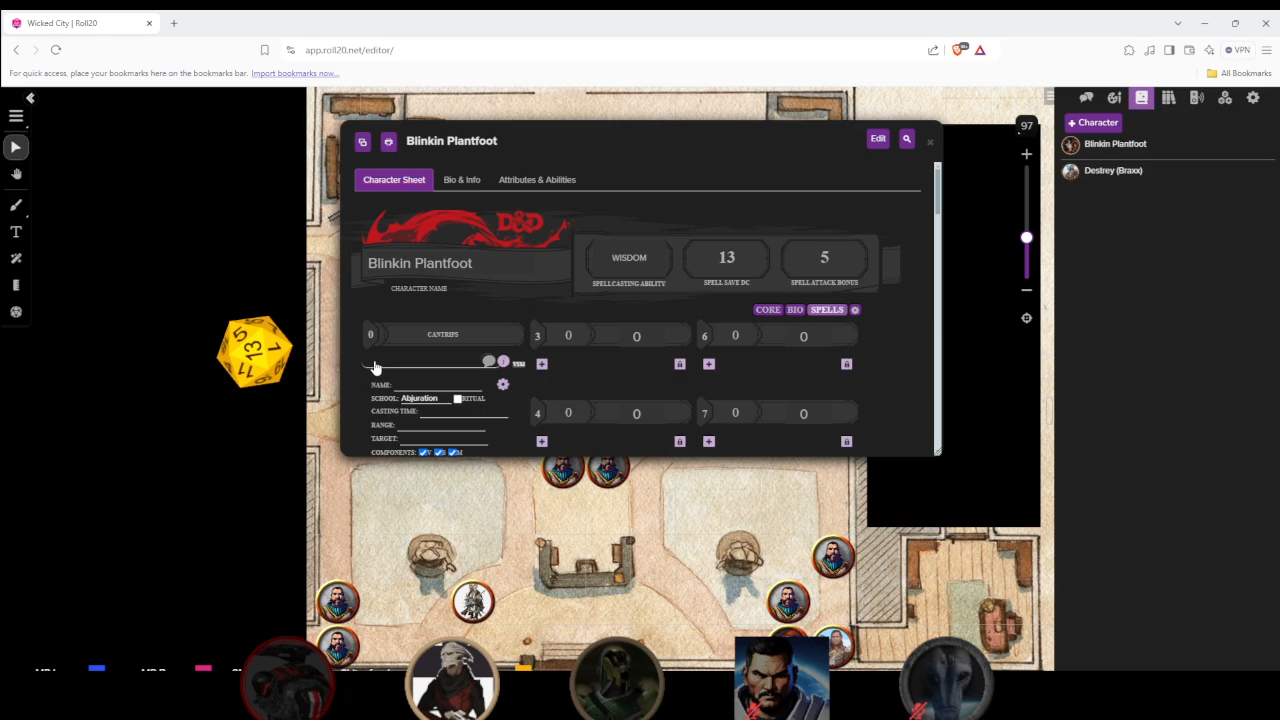 Wicked City | Roll20
app.roll20.net/editor/
VPN
For quick access, place your bookmarks here on the bookmarks bar. Import bookmarks now...
All Bookmarks
Blinkin Plantfoot
Edit
+ Character
97
Blinkin Plantfoot
Destrey (Braxx)
Character Sheet
Bio & Info
Attributes & Abilities
D&D
Blinkin Plantfoot
CHARACTER NAME
WISDOM
13
5
SPELLCASTING ABILITY
SPELL SAVE DC
SPELL ATTACK BONUS
CORE
BIO
SPELLS
0
CANTRIPS
3
0
0
6
0
0
NAME:
SCHOOL: Abjuration
RITUAL
CASTING TIME:
RANGE:
TARGET:
COMPONENTS: V S M
4
0
0
7
0
0
5
13
7
11